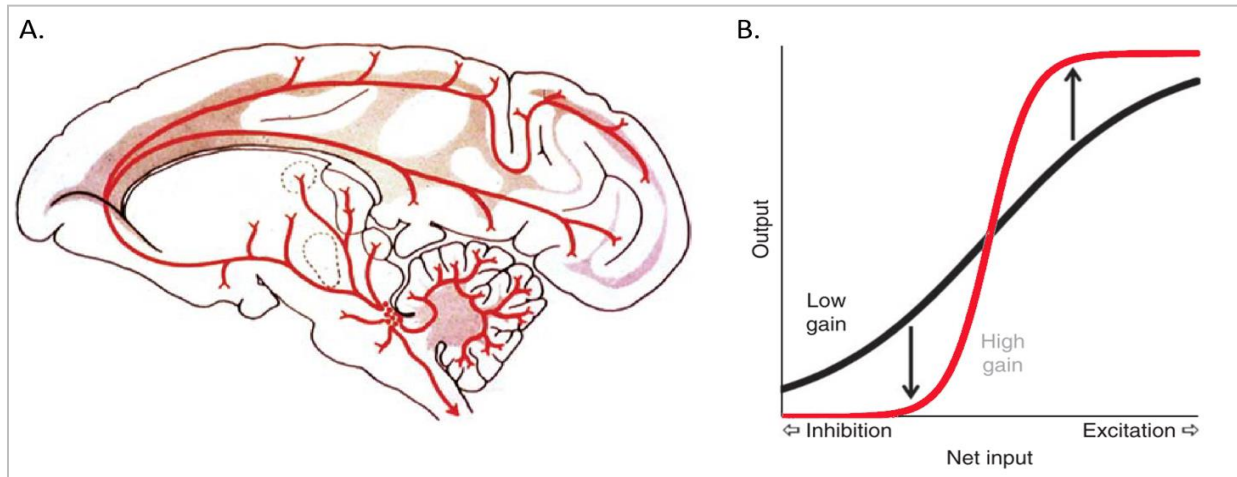 A.
B.
Output
Low
gain
High
gain
⇦ Inhibition
Excitation ⇨
Net input